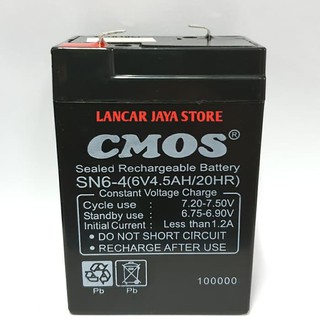 LANCAR JAYA STORE
CMOS®
Sealed Rechargeable Battery
SN6-4(6V4.5AH/20HR)
Constant Voltage Charge
Cycle use : 7.20-7.50V
Standby use : 6.75-6.90V
Initial Current : Less than 1.2A
• DO NOT SHORT CIRCUIT
• RECHARGE AFTER USE
Pb Pb
100000